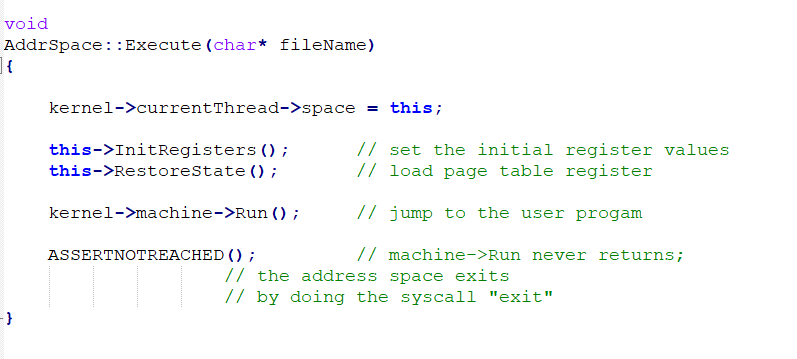 void
AddrSpace::Execute(char* fileName)
{
kernel->currentThread->space = this;
this->InitRegisters(); // set the initial register values
this->RestoreState(); // load page table register
kernel->machine->Run(); // jump to the user progam
ASSERTNOTREACHED(); // machine->Run never returns;
// the address space exits
// by doing the syscall "exit"
}